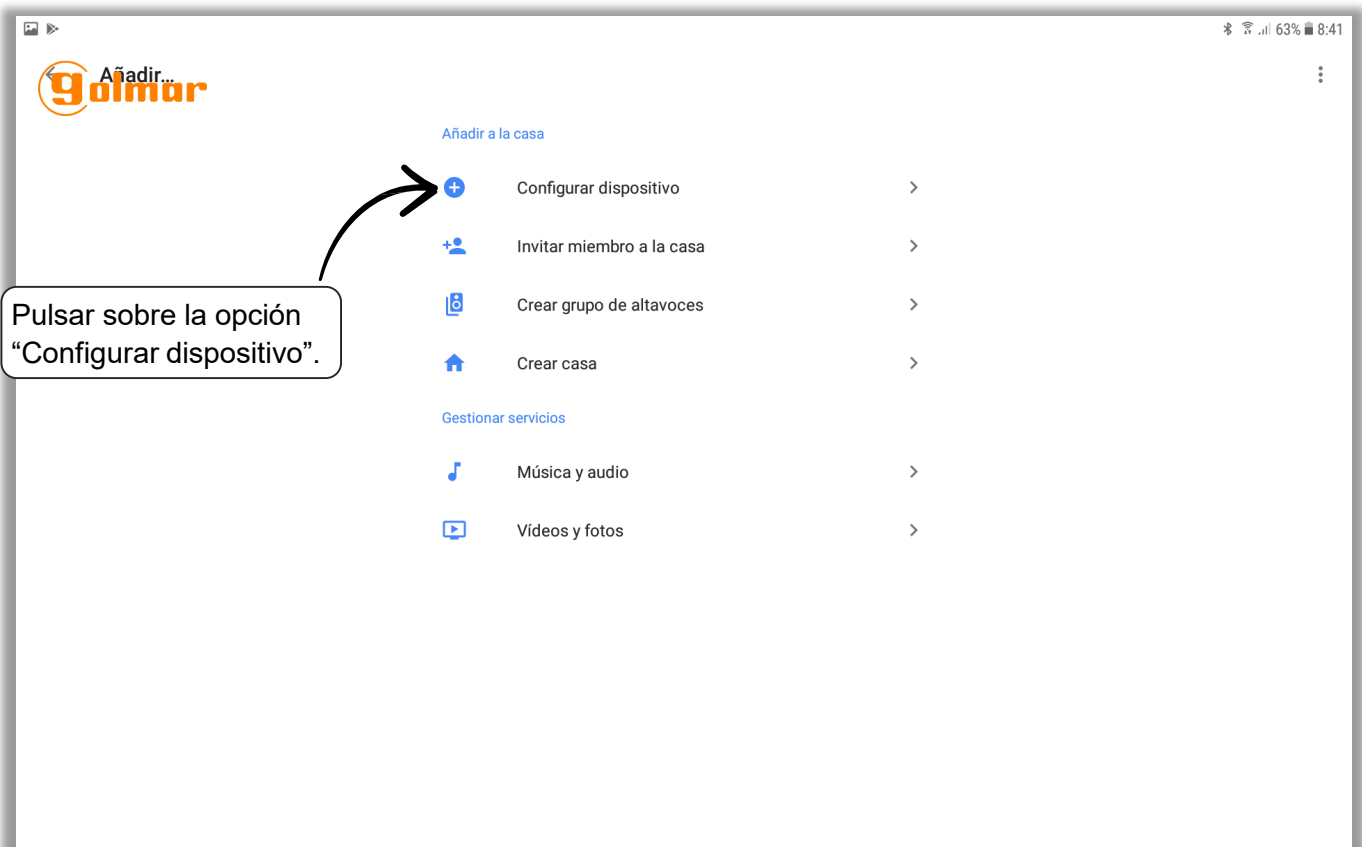 63% 8:41
Añadir...
golmar
Añadir a la casa
Configurar dispositivo
Invitar miembro a la casa
Crear grupo de altavoces
Crear casa
Pulsar sobre la opción
“Configurar dispositivo”.
Gestionar servicios
Música y audio
Vídeos y fotos